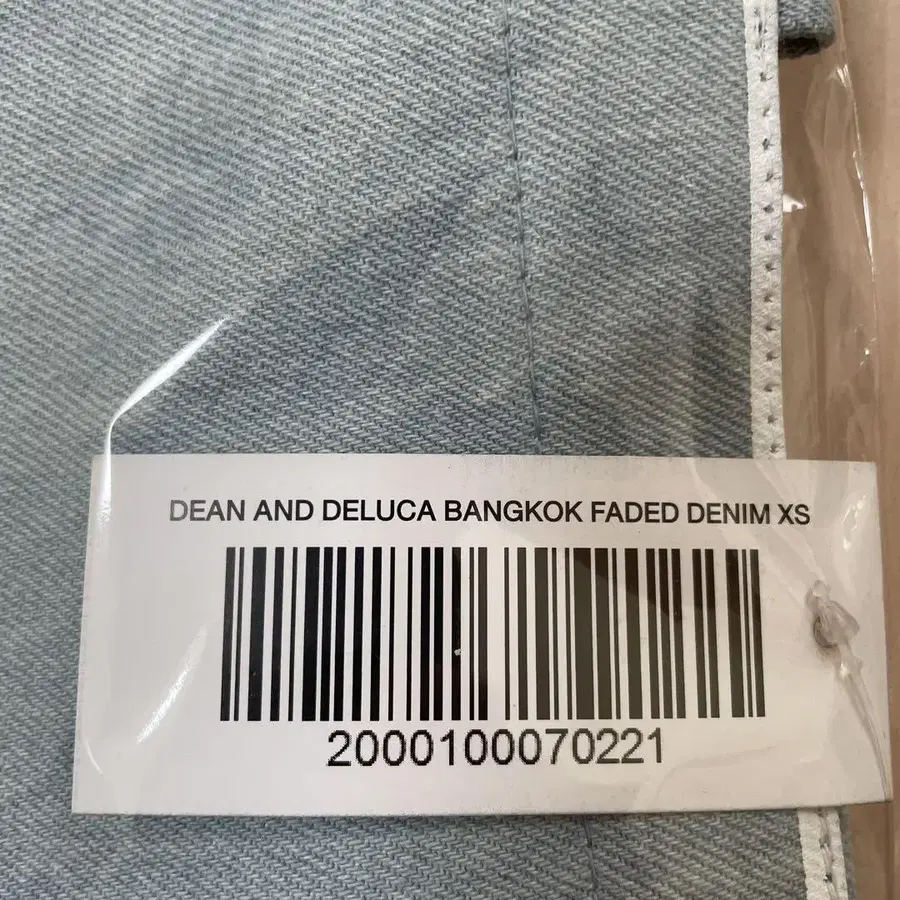 DEAN AND DELUCA BANGKOK FADED DENIM XS
2000100070221